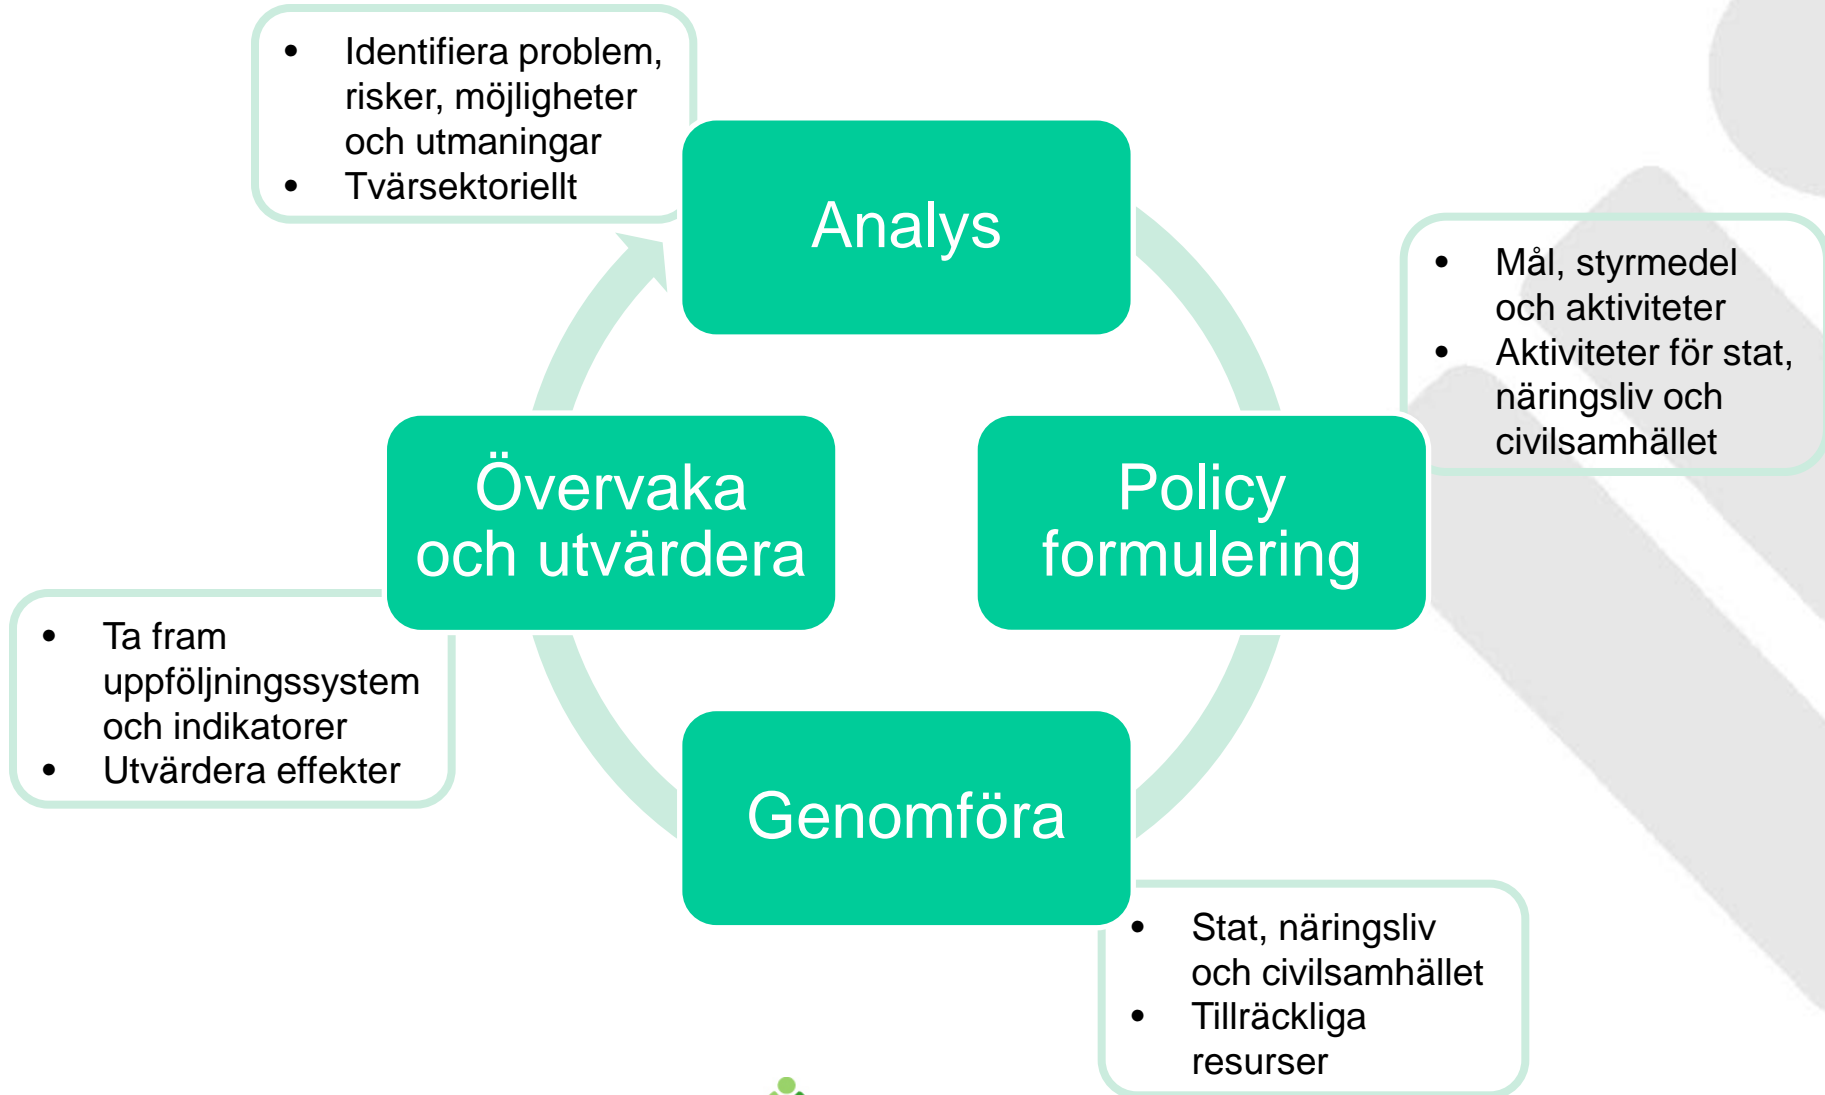 • Identifiera problem,
risker, möjligheter
och utmaningar
• Tvärsektoriellt
Analys
• Mål, styrmedel
och aktiviteter
• Aktiviteter för stat,
näringsliv och
civilsamhället
Policy
formulering
Övervaka
och utvärdera
• Ta fram
uppföljningssystem
och indikatorer
• Utvärdera effekter
Genomföra
• Stat, näringsliv
och civilsamhället
• Tillräckliga
resurser